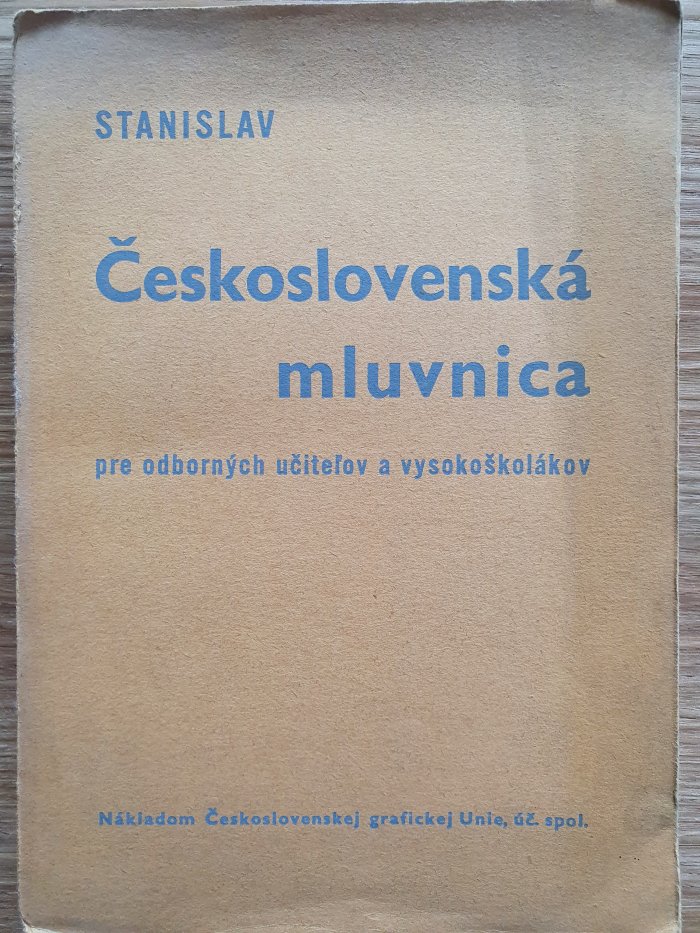 STANISLAV
Československá
mluvnica
pre odborných učiteľov a vysokoškolákov
Nákladom Československej grafickej Unie, úč. spol.